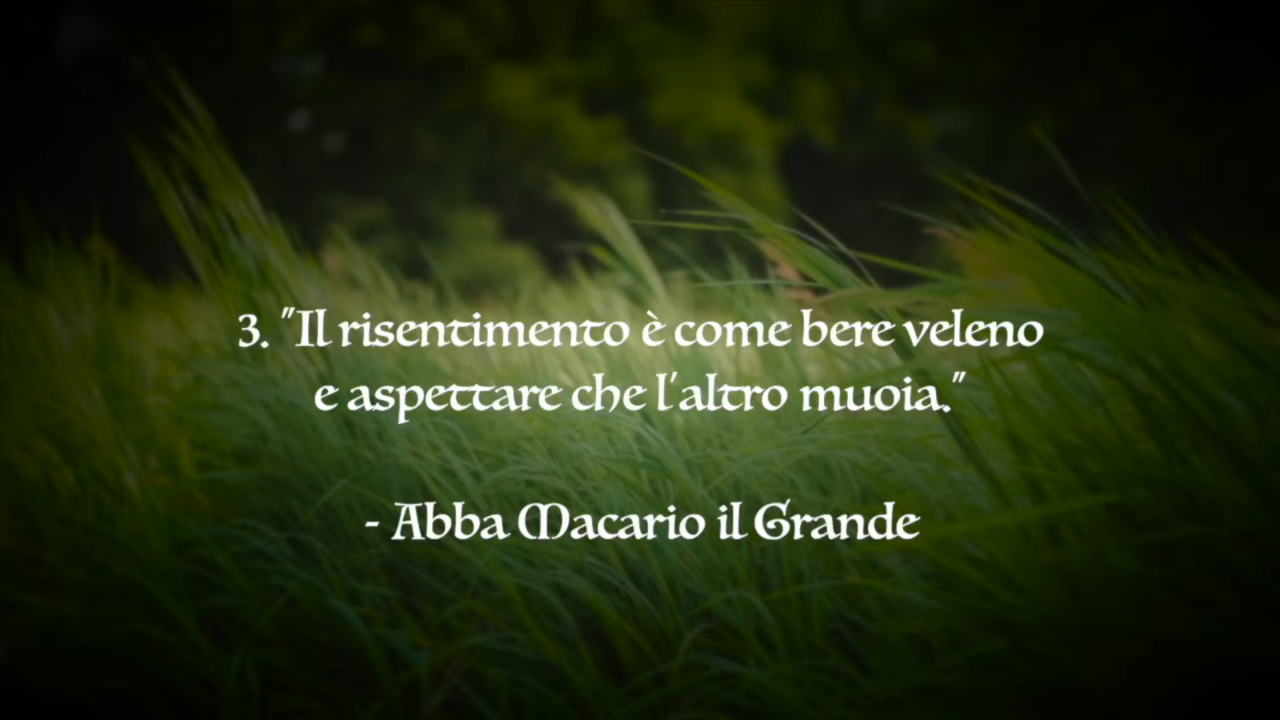 3. "Il risentimento è come bere veleno
e aspettare che l'altro muoia."
- Abba Macario il Grande